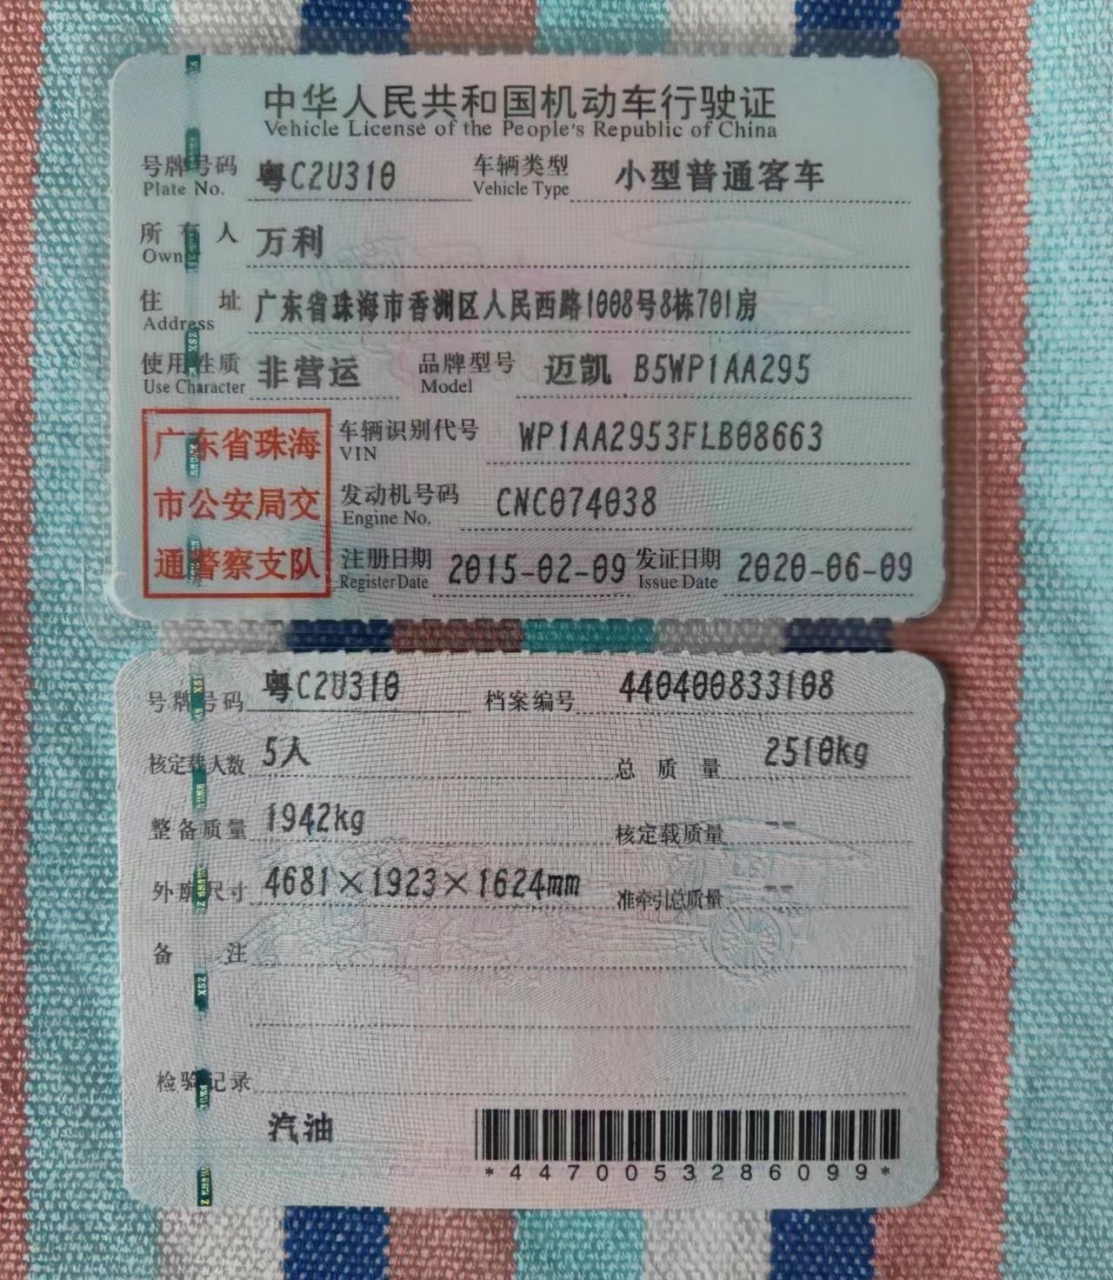 中华人民共和国机动车行驶证
Vehicle License of the People's Republic of China
号牌号码 粤C2U310 车辆类型 小型普通客车
Plate No. Vehicle Type
所有人 万利
Owner
住址 广东省珠海市香洲区人民西路1008号8栋701房
Address
使用性质 非营运 品牌型号 迈凯 B5WP1AA295
Use Character Model
广东省珠海
市公安局交
通警察支队
车辆识别代号 WP1AA2953FLB08663
VIN
发动机号码 CNC074038
Engine No.
注册日期 2015-02-09 发证日期 2020-06-09
Register Date Issue Date
号牌号码 粤C2U310 档案编号 440400833108
核定载人数 5人 总质量 2510kg
整备质量 1942kg 核定载质量 --
外廓尺寸 4681×1923×1624mm 准牵引总质量 --
备注
检验记录
汽油
*4470053286099*